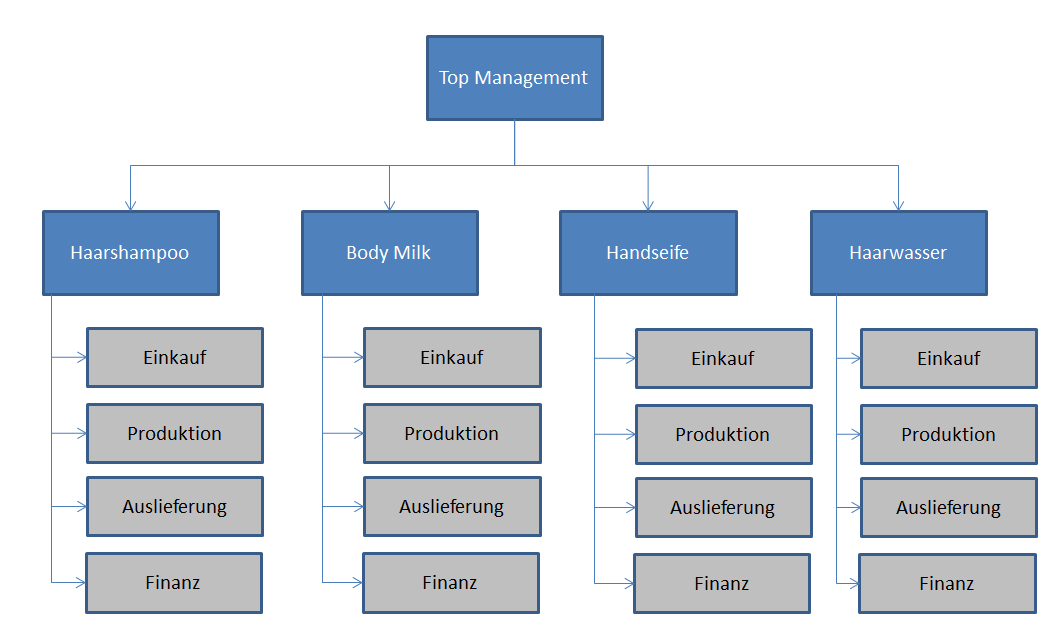 Top Management
Haarshampoo
Body Milk
Handseife
Haarwasser
Einkauf
Einkauf
Einkauf
Einkauf
Produktion
Produktion
Produktion
Produktion
Auslieferung
Auslieferung
Auslieferung
Auslieferung
Finanz
Finanz
Finanz
Finanz